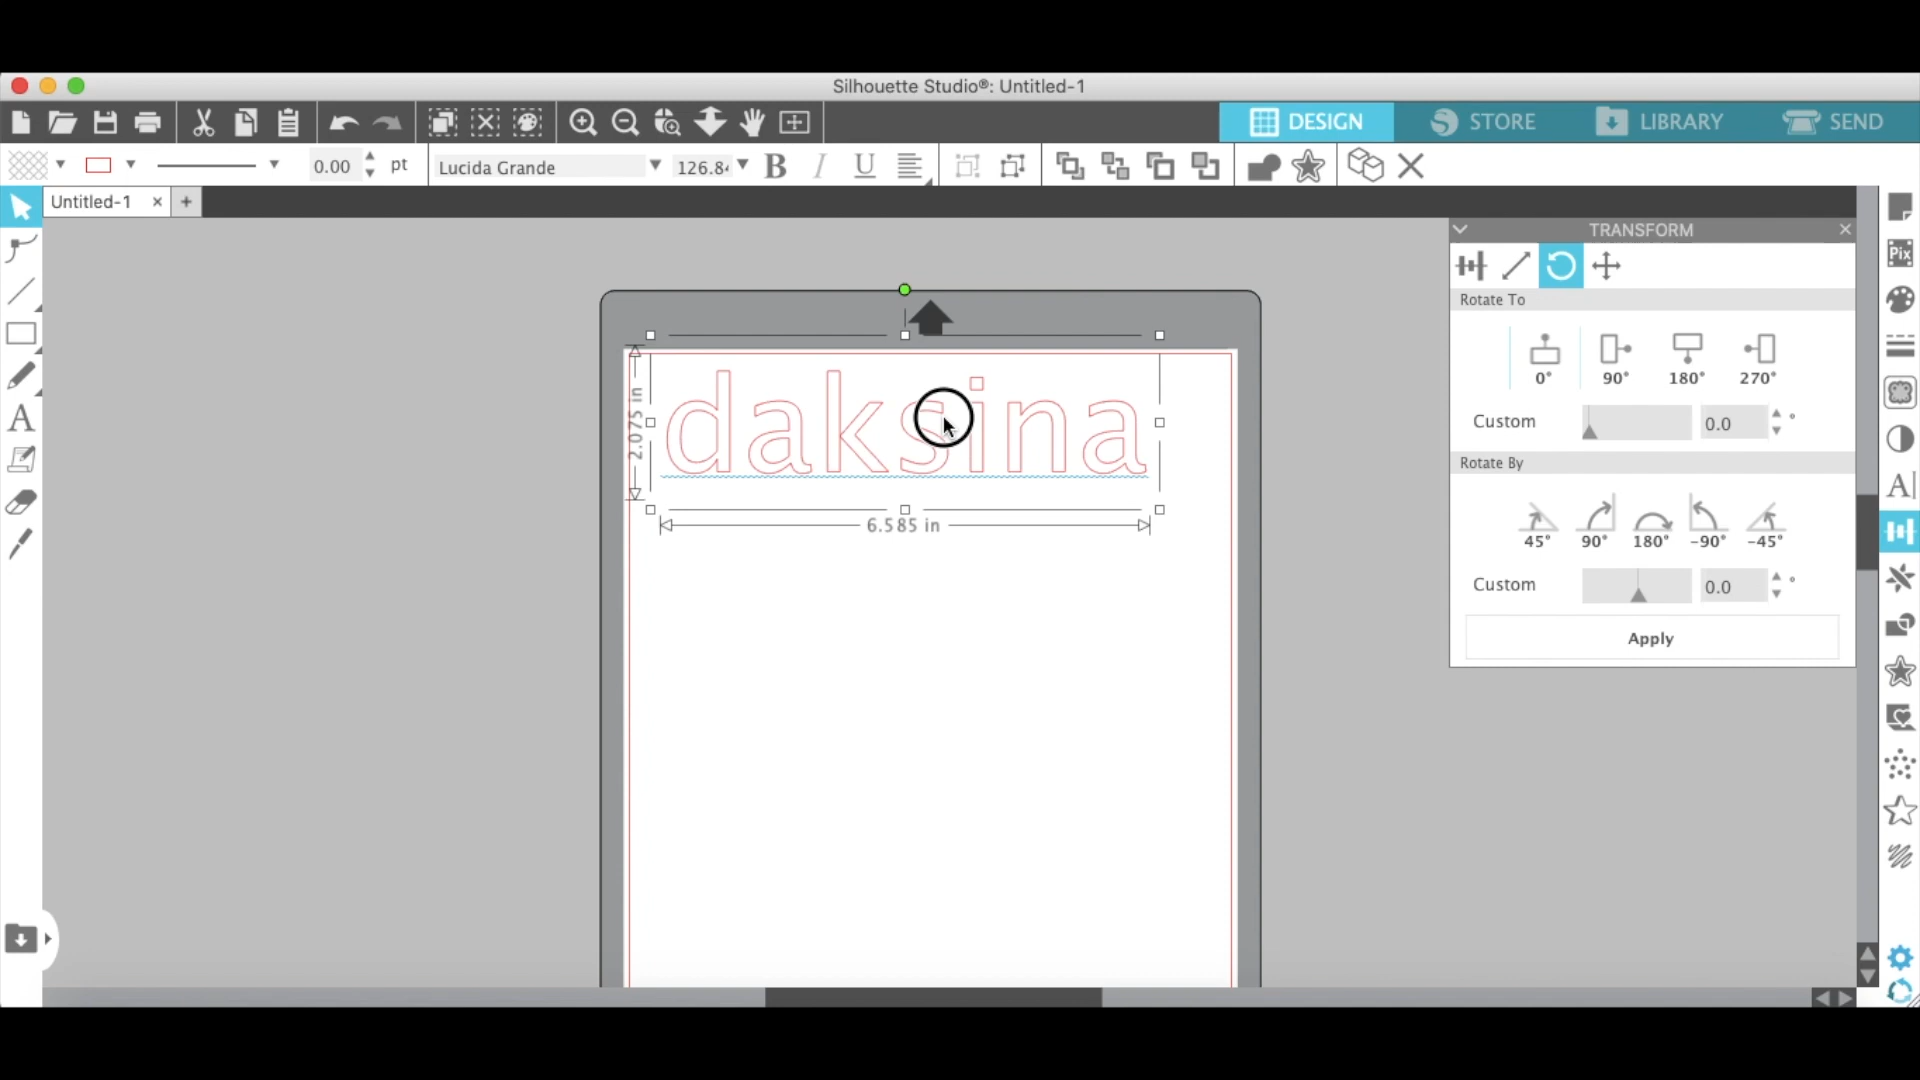 Silhouette Studio®: Untitled-1
DESIGN
STORE
LIBRARY
SEND
0.00
pt
Lucida Grande
126.84
B
I
U
Untitled-1
Pix
A
A
TRANSFORM
Rotate To
0°
90°
180°
270°
Custom
0.0
°
Rotate By
45°
90°
180°
-90°
-45°
Custom
0.0
°
Apply
daksina
2.075 in
6.585 in